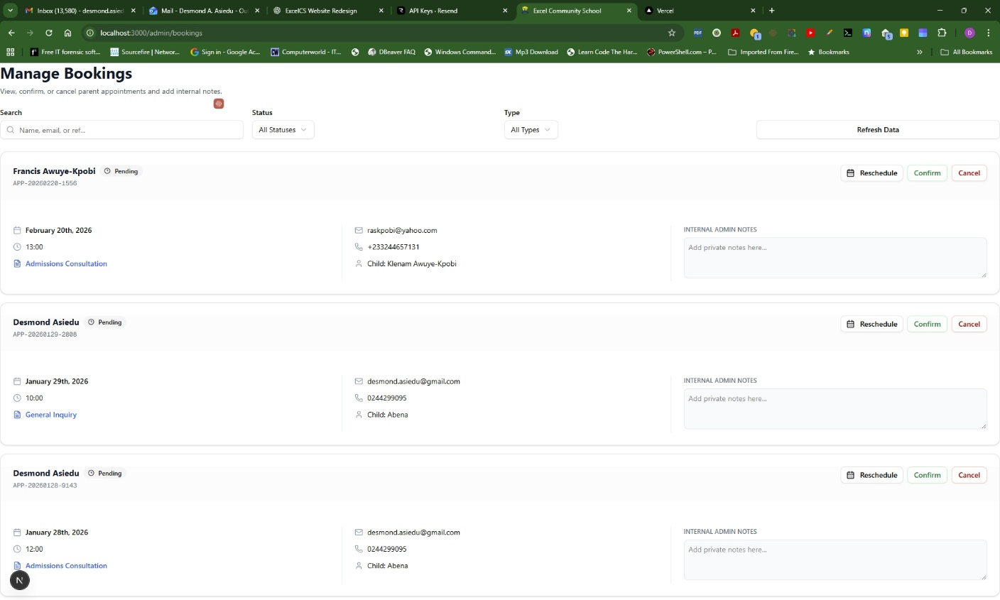 Inbox (13,580) - desmond.asied
Mail - Desmond A. Asiedu - Ou
ExcelCS Website Redesign
API Keys · Resend
Excel Community School
Vercel
localhost:3000/admin/bookings
Free IT forensic soft...
Sourcefire | Networ...
Sign in - Google Ac...
Computerworld - IT...
DBeaver FAQ
Windows Command...
Mp3 Download
Learn Code The Har...
PowerShell.com – P...
Imported From Fire...
Bookmarks
All Bookmarks
Manage Bookings
View, confirm, or cancel parent appointments and add internal notes.
Search
Status
Type
Name, email, or ref...
All Statuses
All Types
Refresh Data
Francis Awuye-Kpobi
Pending
Reschedule
Confirm
Cancel
APP-20260220-1556
February 20th, 2026
raskpobi@yahoo.com
INTERNAL ADMIN NOTES
13:00
+233244657131
Add private notes here...
Admissions Consultation
Child: Klenam Awuye-Kpobi
Desmond Asiedu
Pending
Reschedule
Confirm
Cancel
APP-20260129-2808
January 29th, 2026
desmond.asiedu@gmail.com
INTERNAL ADMIN NOTES
10:00
0244299095
Add private notes here...
General Inquiry
Child: Abena
Desmond Asiedu
Pending
Reschedule
Confirm
Cancel
APP-20260128-9143
January 28th, 2026
desmond.asiedu@gmail.com
INTERNAL ADMIN NOTES
12:00
0244299095
Add private notes here...
Admissions Consultation
Child: Abena
N